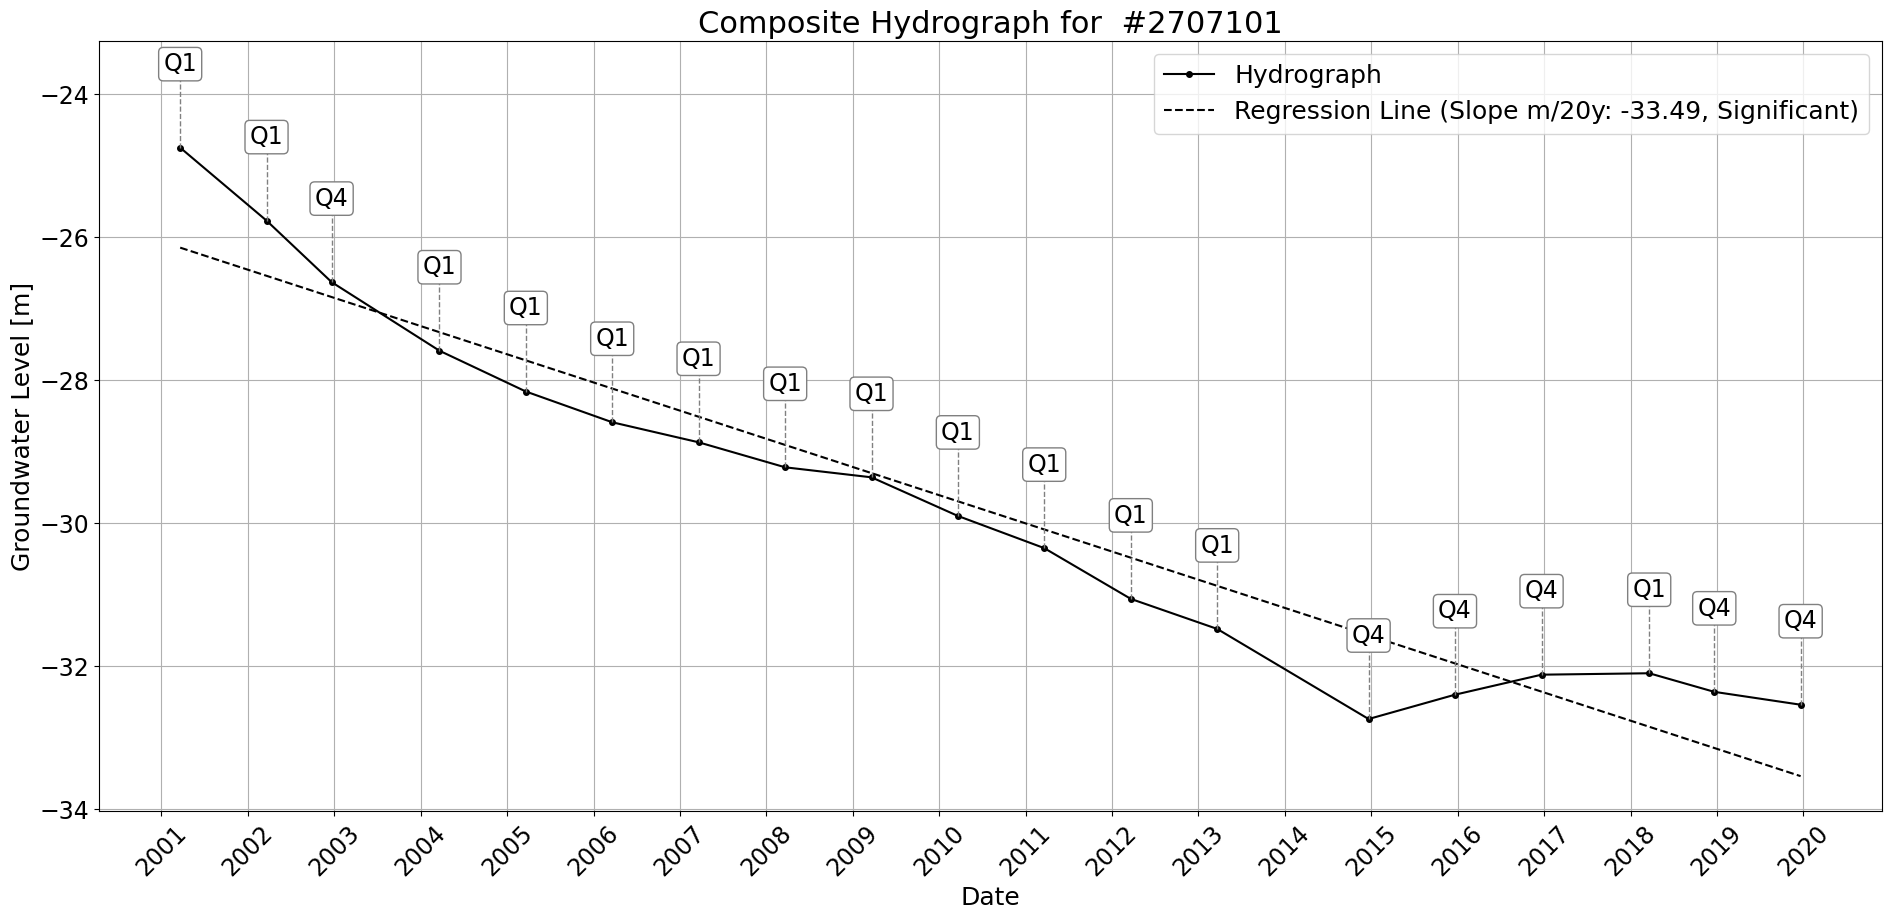 Composite Hydrograph for  #2707101
Hydrograph
Regression Line (Slope m/20y: -33.49, Significant)
Q1
Q1
Q4
Q1
Q1
Q1
Q1
Q1
Q1
Q1
Q1
Q1
Q1
Q4
Q4
Q4
Q1
Q4
Q4
Groundwater Level [m]
−24
−26
−28
−30
−32
−34
2001
2002
2003
2004
2005
2006
2007
2008
2009
2010
2011
2012
2013
2014
2015
2016
2017
2018
2019
2020
Date